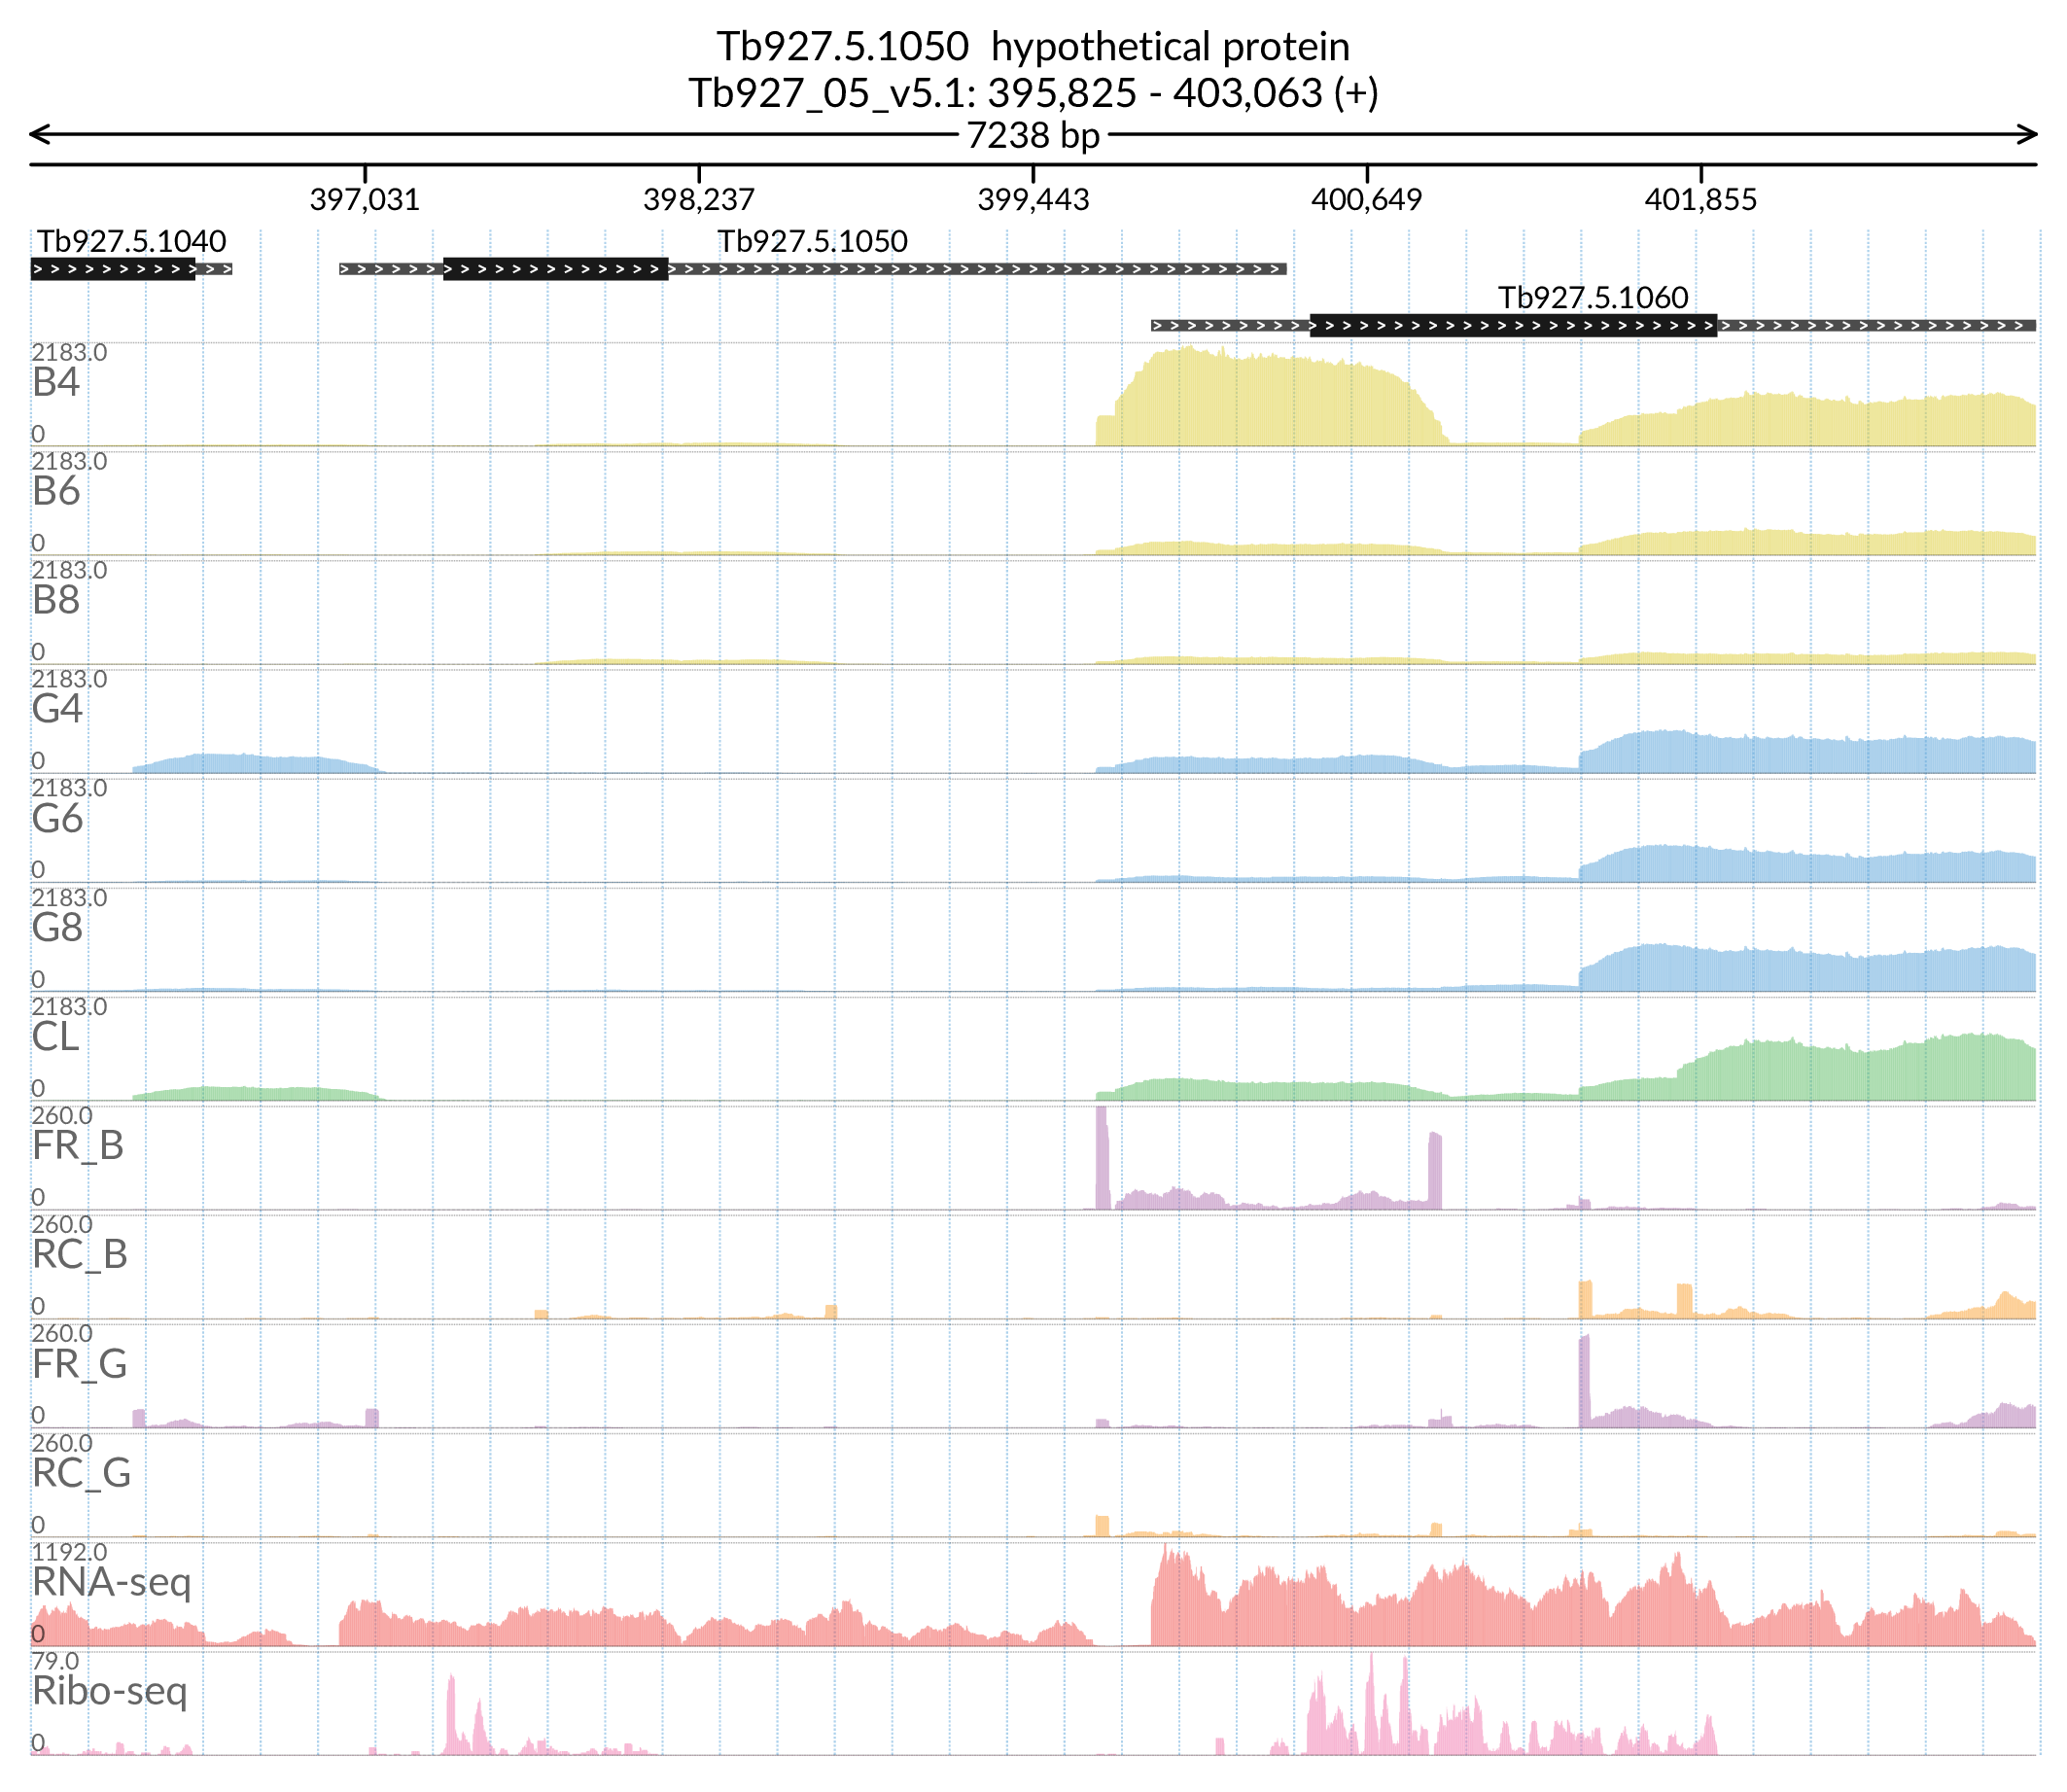 Tb927.5.1050  hypothetical protein
Tb927_05_v5.1: 395,825 - 403,063 (+)
7238 bp
397,031 398,237 399,443 400,649 401,855
Tb927.5.1040 Tb927.5.1050
Tb927.5.1060
2183.0
B4
0
2183.0
B6
0
2183.0
B8
0
2183.0
G4
0
2183.0
G6
0
2183.0
G8
0
2183.0
CL
0
260.0
FR_B
0
260.0
RC_B
0
260.0
FR_G
0
260.0
RC_G
0
1192.0
RNA-seq
0
79.0
Ribo-seq
0